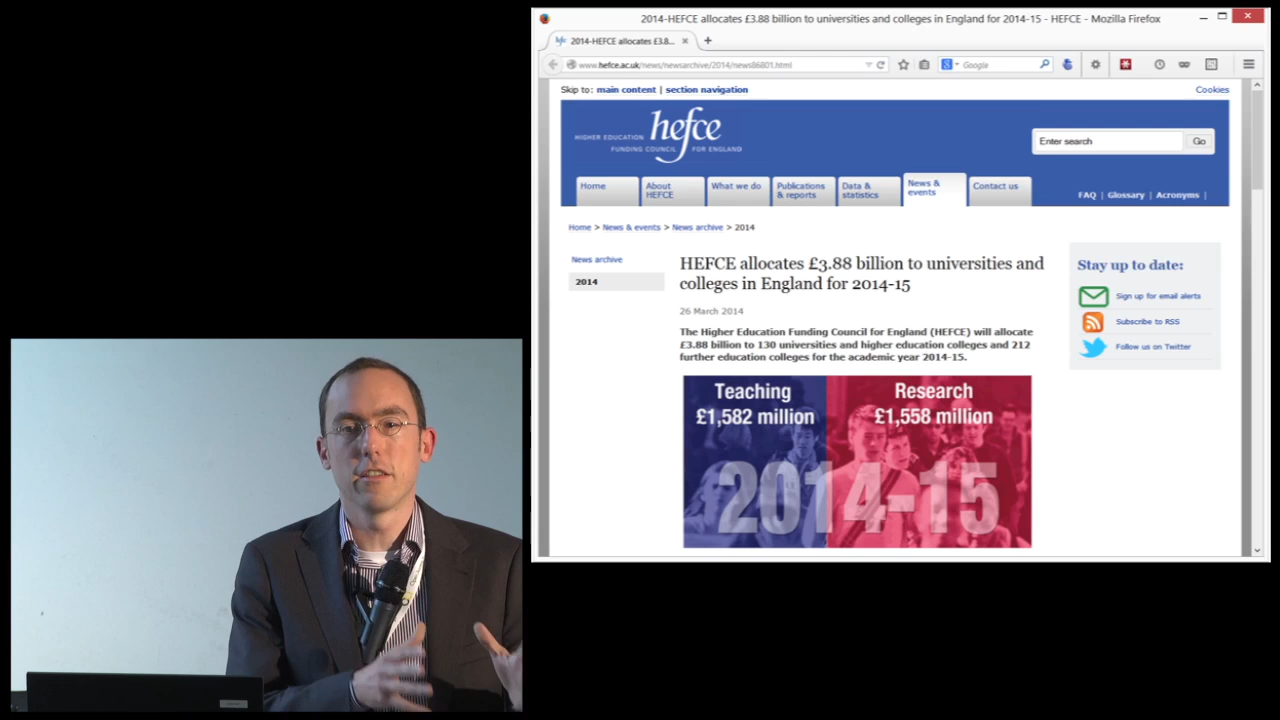 2014-HEFCE allocates £3.88 billion to universities and colleges in England for 2014-15 - HEFCE - Mozilla Firefox
2014-HEFCE allocates £3.8...
www.hefce.ac.uk/news/newsarchive/2014/news86801.html
Google
Skip to: main content | section navigation
Cookies
HIGHER EDUCATION hefce
FUNDING COUNCIL FOR ENGLAND
Enter search
Go
Home
About HEFCE
What we do
Publications & reports
Data & statistics
News & events
Contact us
FAQ | Glossary | Acronyms |
Home > News & events > News archive > 2014
News archive
2014
HEFCE allocates £3.88 billion to universities and
colleges in England for 2014-15
26 March 2014
The Higher Education Funding Council for England (HEFCE) will allocate
£3.88 billion to 130 universities and higher education colleges and 212
further education colleges for the academic year 2014-15.
Teaching
£1,582 million
Research
£1,558 million
2014-15
Stay up to date:
Sign up for email alerts
Subscribe to RSS
Follow us on Twitter